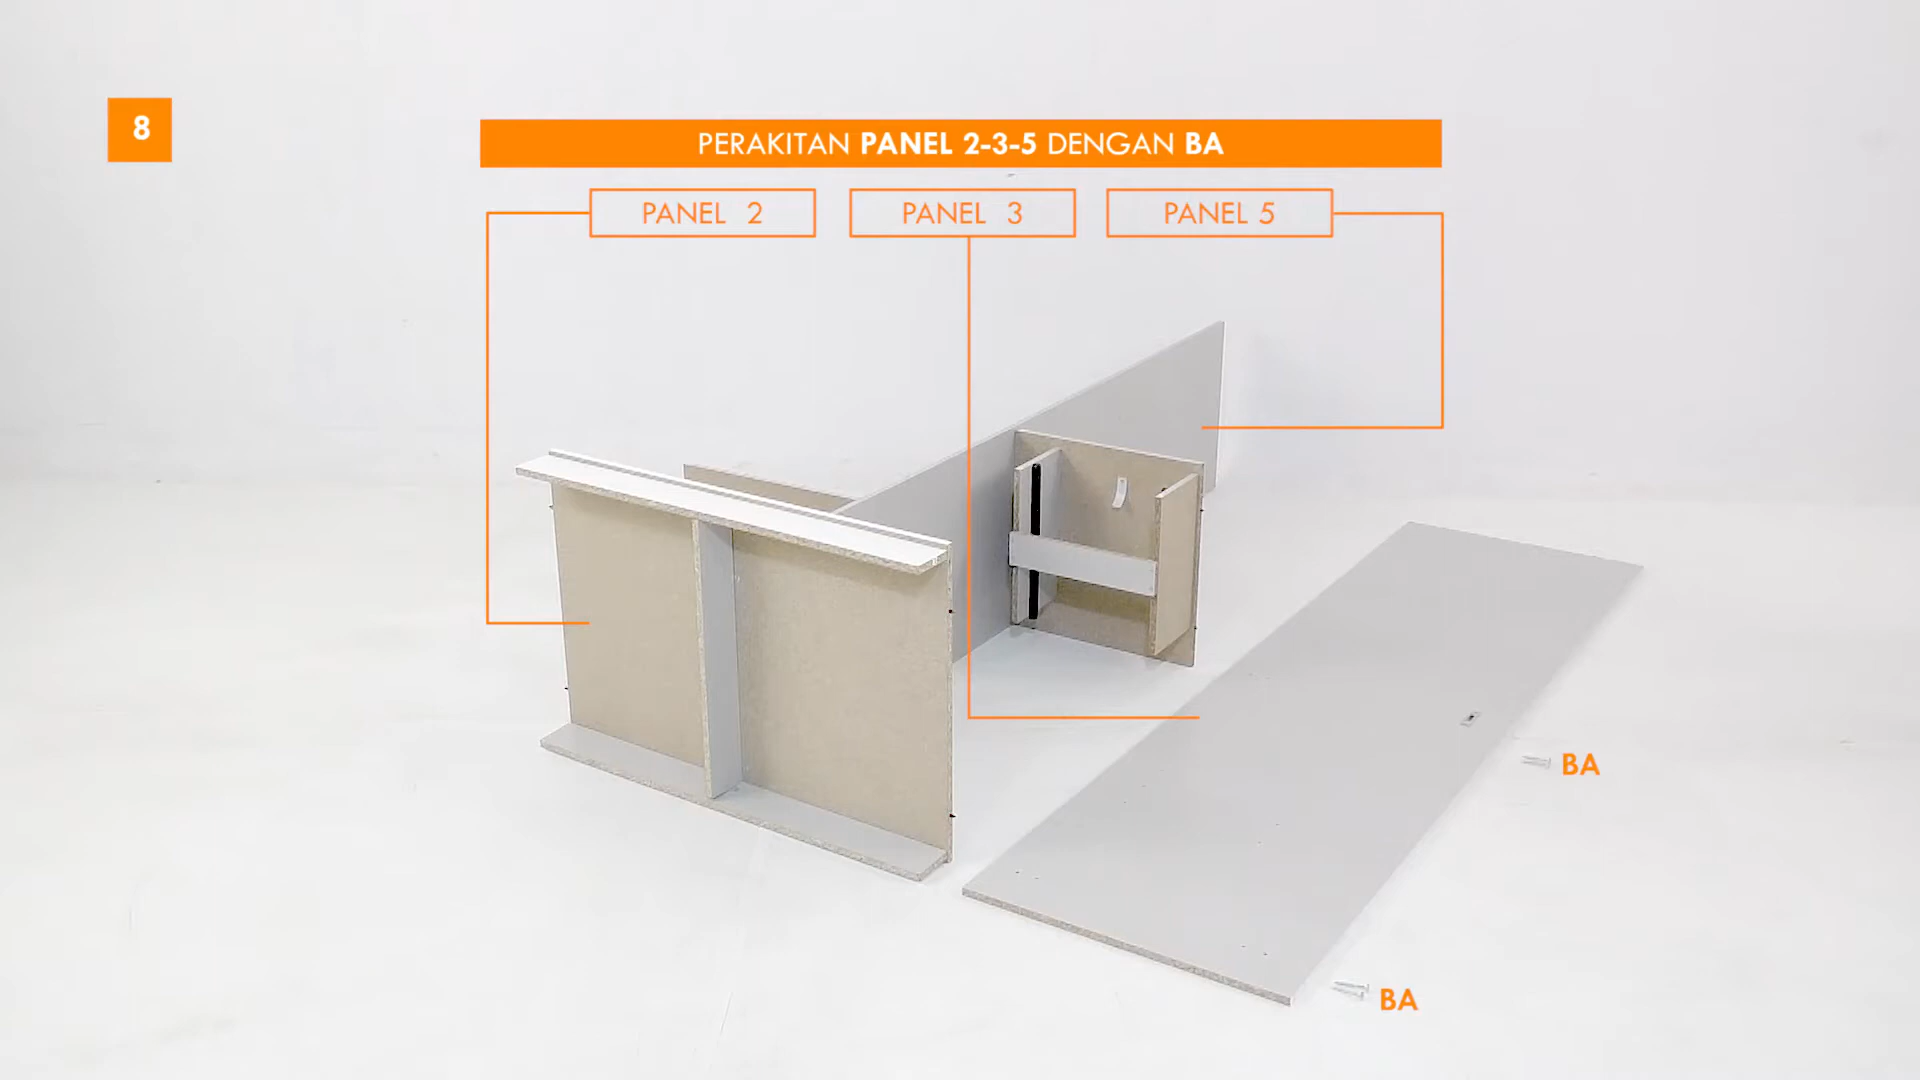 8
PERAKITAN PANEL 2-3-5 DENGAN BA
PANEL 2
PANEL 3
PANEL 5
BA
BA